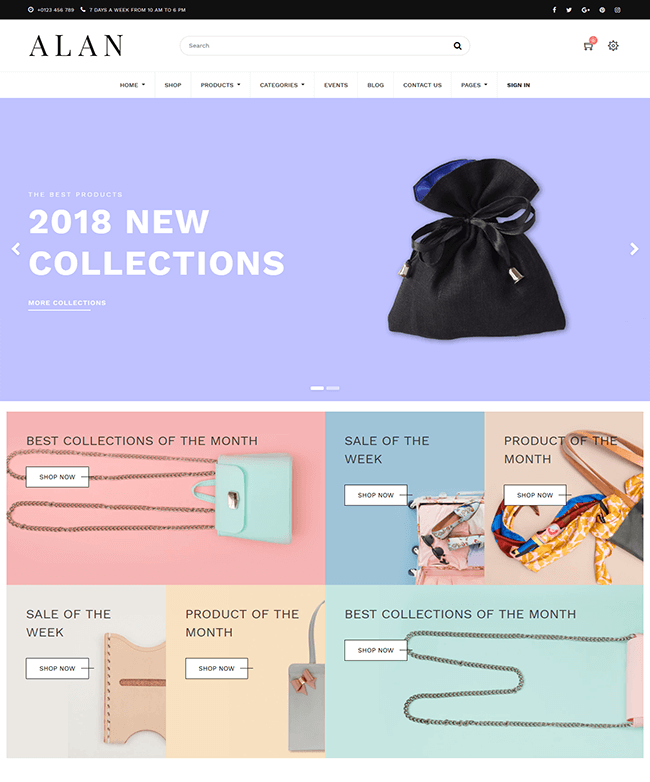 +0123 456 789 7 DAYS A WEEK FROM 10 AM TO 6 PM
ALAN
Search
HOME
SHOP
PRODUCTS
CATEGORIES
EVENTS
BLOG
CONTACT US
PAGES
SIGN IN
THE BEST PRODUCTS
2018 NEW
COLLECTIONS
MORE COLLECTIONS
BEST COLLECTIONS OF THE MONTH
SHOP NOW
SALE OF THE
WEEK
SHOP NOW
PRODUCT OF THE
MONTH
SHOP NOW
SALE OF THE
WEEK
SHOP NOW
PRODUCT OF THE
MONTH
SHOP NOW
BEST COLLECTIONS OF THE MONTH
SHOP NOW